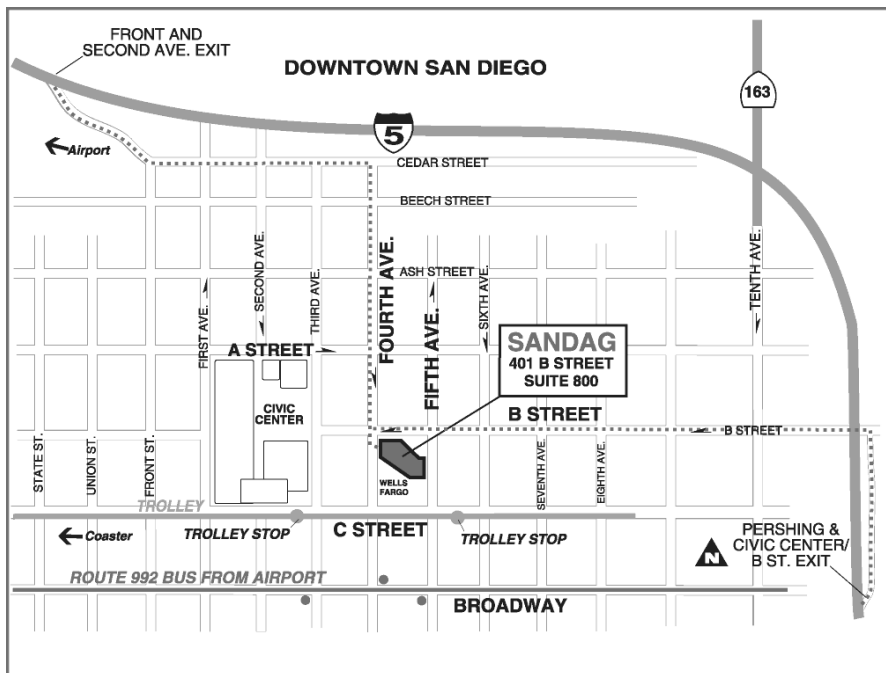 FRONT AND
SECOND AVE. EXIT
DOWNTOWN SAN DIEGO
163
5
Airport
CEDAR STREET
BEECH STREET
ASH STREET
FIRST AVE.
SECOND AVE.
THIRD AVE.
FOURTH AVE.
FIFTH AVE.
SIXTH AVE.
TENTH AVE.
A STREET
SANDAG
401 B STREET
SUITE 800
CIVIC
CENTER
B STREET
B STREET
STATE ST.
UNION ST.
FRONT ST.
WELLS
FARGO
SEVENTH AVE.
EIGHTH AVE.
TROLLEY
Coaster
TROLLEY STOP
C STREET
TROLLEY STOP
N
PERSHING &
CIVIC CENTER/
B ST. EXIT
ROUTE 992 BUS FROM AIRPORT
BROADWAY